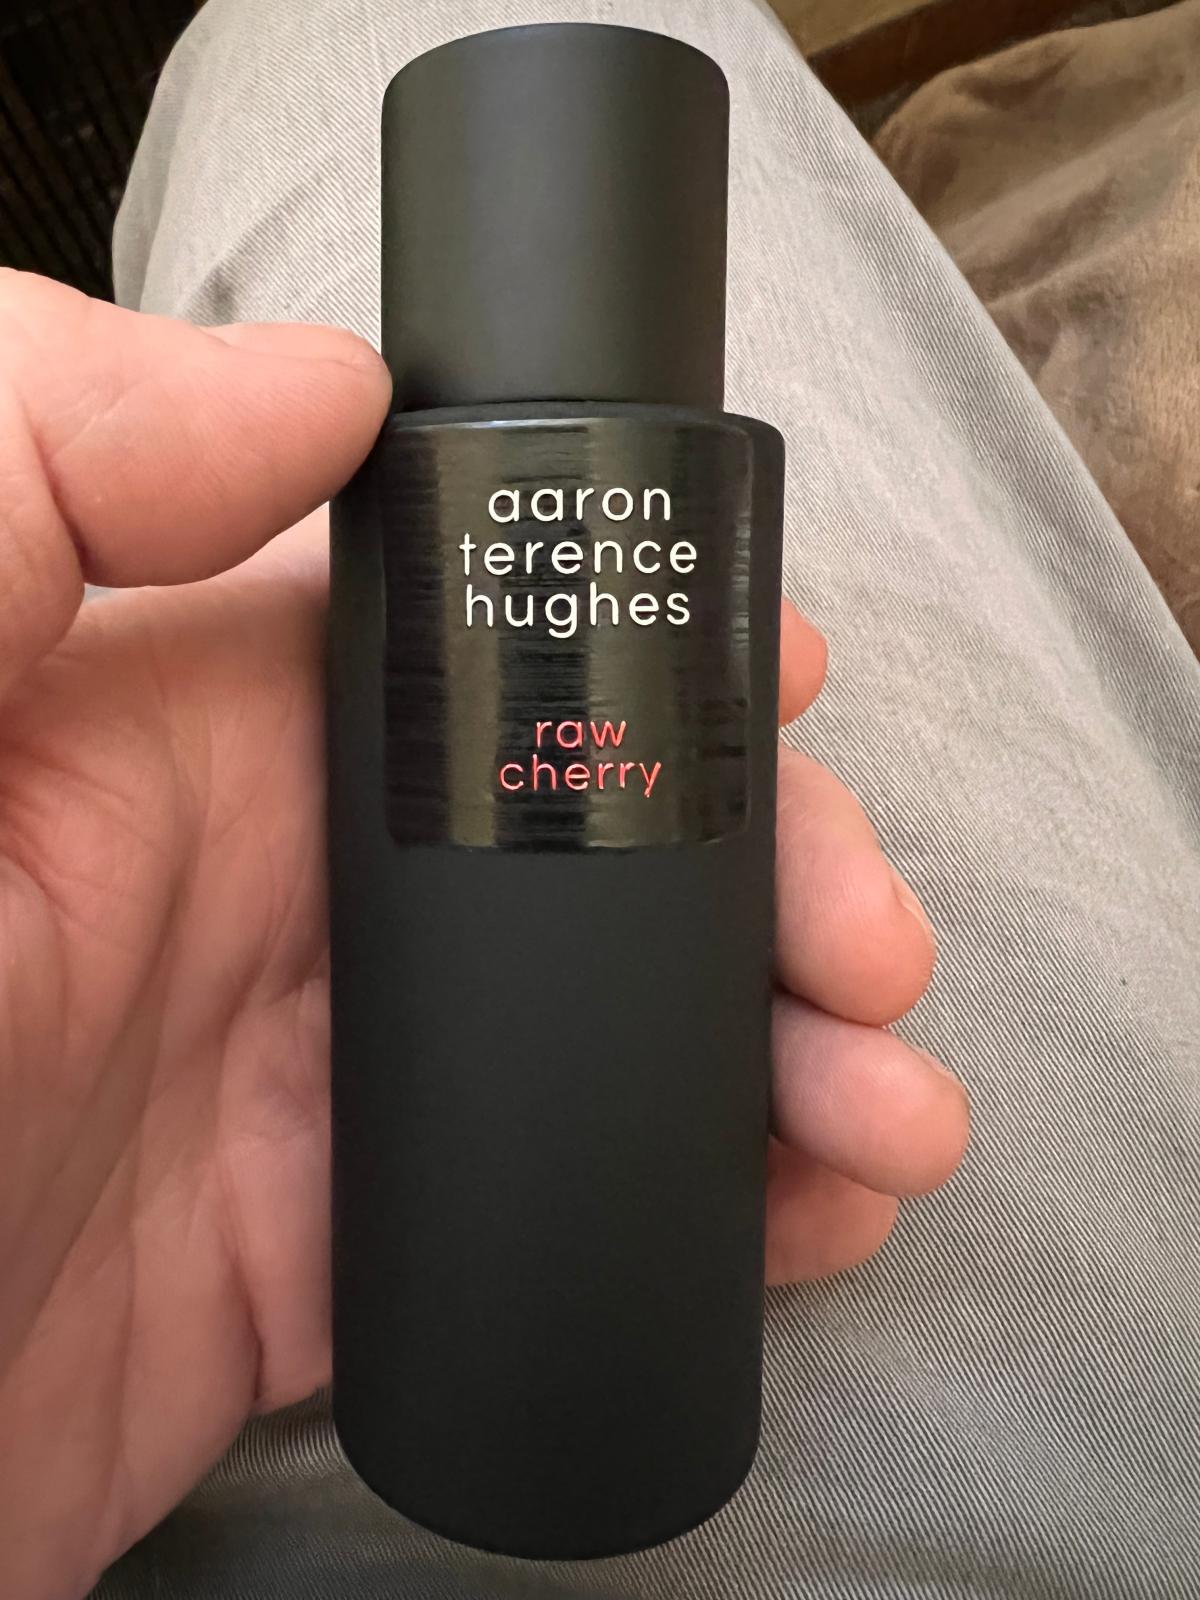 aaron
terence
hughes
raw
cherry